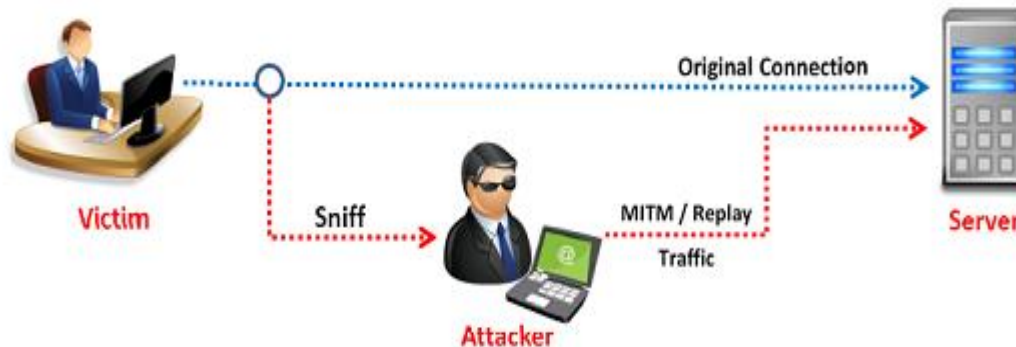 Original Connection
Victim
Sniff
MITM / Replay
Traffic
Server
@
Attacker